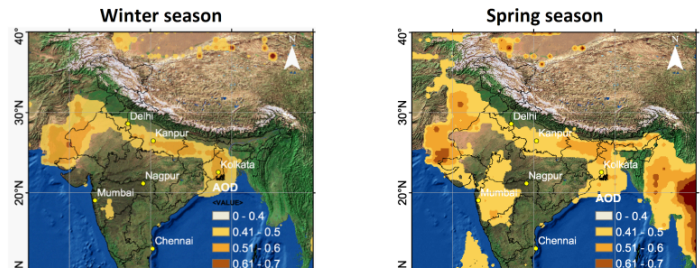 Winter season
40°
N
30°N
Delhi
Kanpur
Kolkata
Nagpur
20°N
Mumbai
AOD
<VALUE>
0 - 0.4
0.41 - 0.5
Chennai
0.51 - 0.6
N
0.61 - 0.7
Spring season
40°
N
30°N
Delhi
Kanpur
Kolkata
Nagpur
20°N
Mumbai
AOD
0 - 0.4
0.41 - 0.5
Chennai
0.51 - 0.6
N
0.61 - 0.7